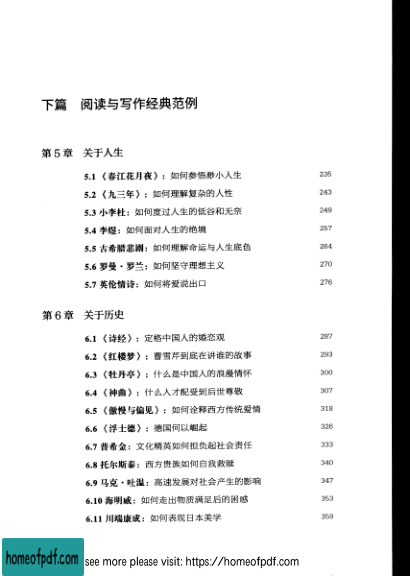 下篇 阅读与写作经典范例
第5章 关于人生
5.1《春江花月夜》：如何参悟渺小人生 235
5.2《九三年》：如何理解复杂的人性 243
5.3 小李杜：如何度过人生的低谷和无奈 249
5.4 李煜：如何面对人生的绝境 257
5.5 古希腊悲剧：如何理解命运与人生底色 264
5.6 罗曼·罗兰：如何坚守理想主义 270
5.7 英伦情诗：如何将爱说出口 276
第6章 关于历史
6.1《诗经》：定格中国人的婚恋观 287
6.2《红楼梦》：曹雪芹到底在讲谁的故事 293
6.3《牡丹亭》：什么是中国人的浪漫情怀 300
6.4《神曲》：什么人才配受到后世尊敬 307
6.5《傲慢与偏见》：如何诠释西方传统爱情 318
6.6《浮士德》：德国何以崛起 326
6.7 普希金：文化精英如何担负起社会责任 333
6.8 托尔斯泰：西方贵族如何自我救赎 340
6.9 马克·吐温：高速发展对社会产生的影响 347
6.10 海明威：如何走出物质满足后的困惑 353
6.11 川端康成：如何表现日本美学 359
homeofpdf.com see more please visit: https://homeofpdf.com